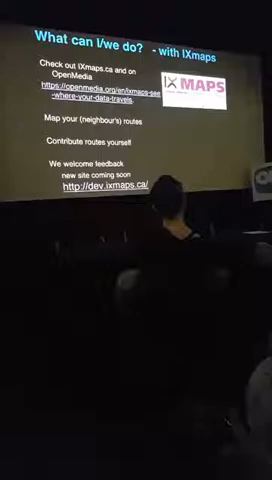 What can I/we do? - with IXmaps
Check out IXmaps.ca and on
OpenMedia
https://openmedia.org/en/ixmaps-see
-where-your-data-travels.
IX MAPS
Map your (neighbour's) routes
Contribute routes yourself
We welcome feedback
new site coming soon
http://dev.ixmaps.ca/